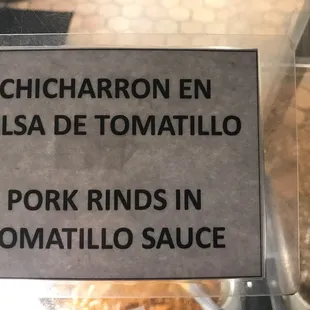 CHICHARRON EN
LSA DE TOMATILLO
PORK RINDS IN
OMATILLO SAUCE